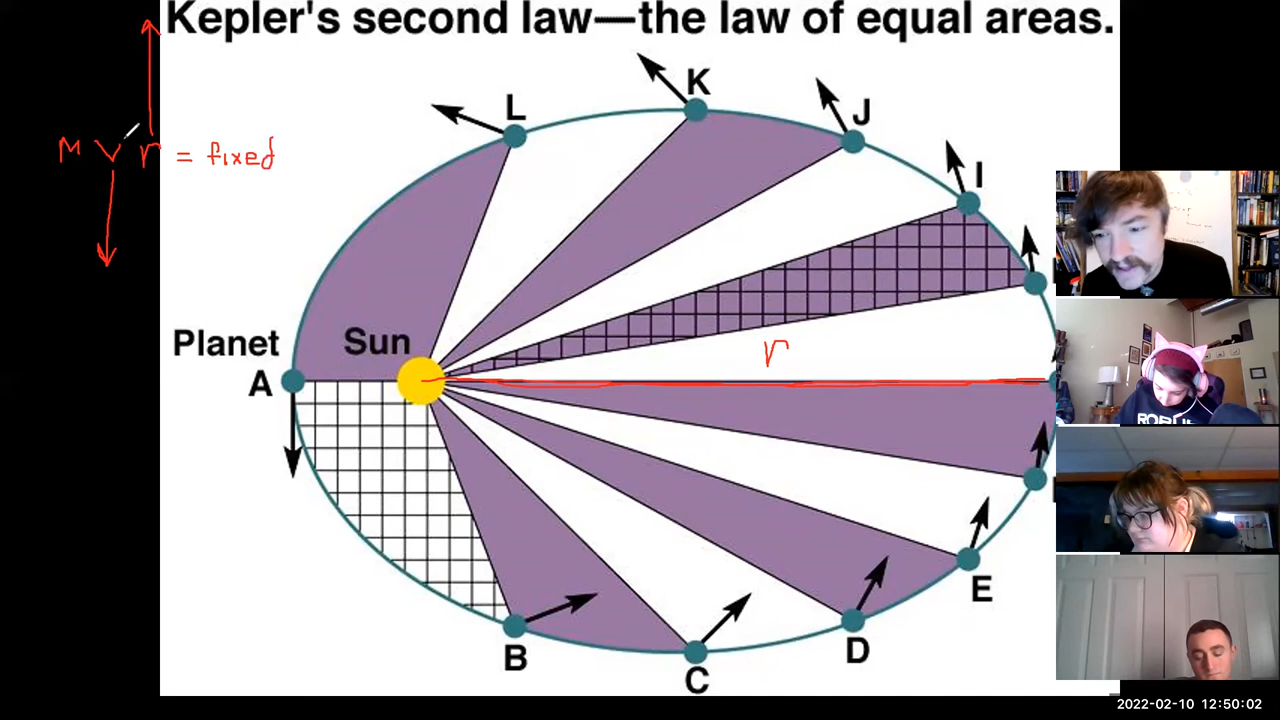 Kepler's second law—the law of equal areas.
K
L
J
M v r = fixed
I
Planet
Sun
r
A
E
B
D
C
2022-02-10 12:50:02